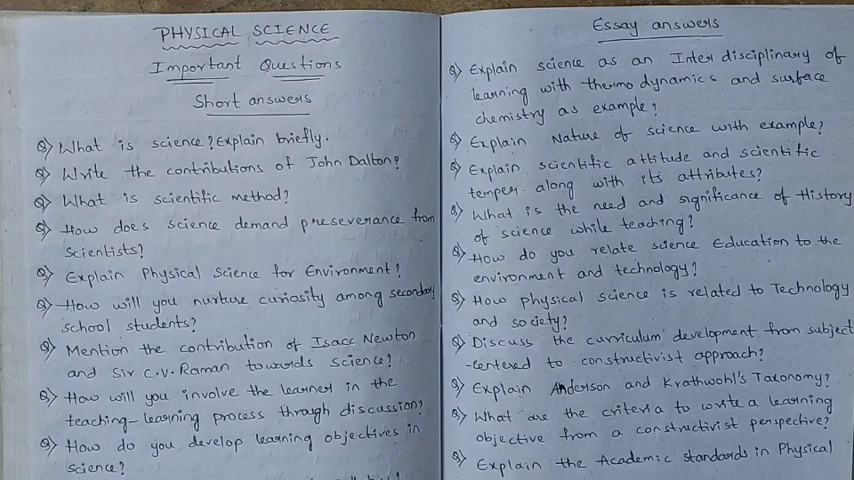 PHYSICAL SCIENCE
Important Questions
Short answers
Q) What is science? Explain briefly.
Q) Write the contributions of John Dalton?
Q) What is scientific method?
Q) How does science demand preseverance from
scientists?
Q) Explain Physical Science for Environment?
Q) How will you nurture curiosity among secondary
school students?
Q) Mention the contribution of Isacc Newton
and Sir C.V. Raman towards science?
Q) How will you involve the learner in the
teaching-learning process through discussion?
Q) How do you develop learning objectives in
science?
Essay answers
Q) Explain science as an Inter disciplinary of
learning with thermo dynamics and surface
chemistry as example?
Q) Explain Nature of science with example?
Q) Explain scientific attitude and scientific
temper along with its attributes?
Q) What is the need and significance of History
of science while teaching?
Q) How do you relate science Education to the
environment and technology?
Q) How physical science is related to Technology
and society?
Q) Discuss the curriculum development from subject
-centered to constructivist approach?
Q) Explain Anderson and Krathwohl's Taxonomy?
Q) What are the criteria to write a learning
objective from a constructivist perspective?
Q) Explain the Academic standards in Physical